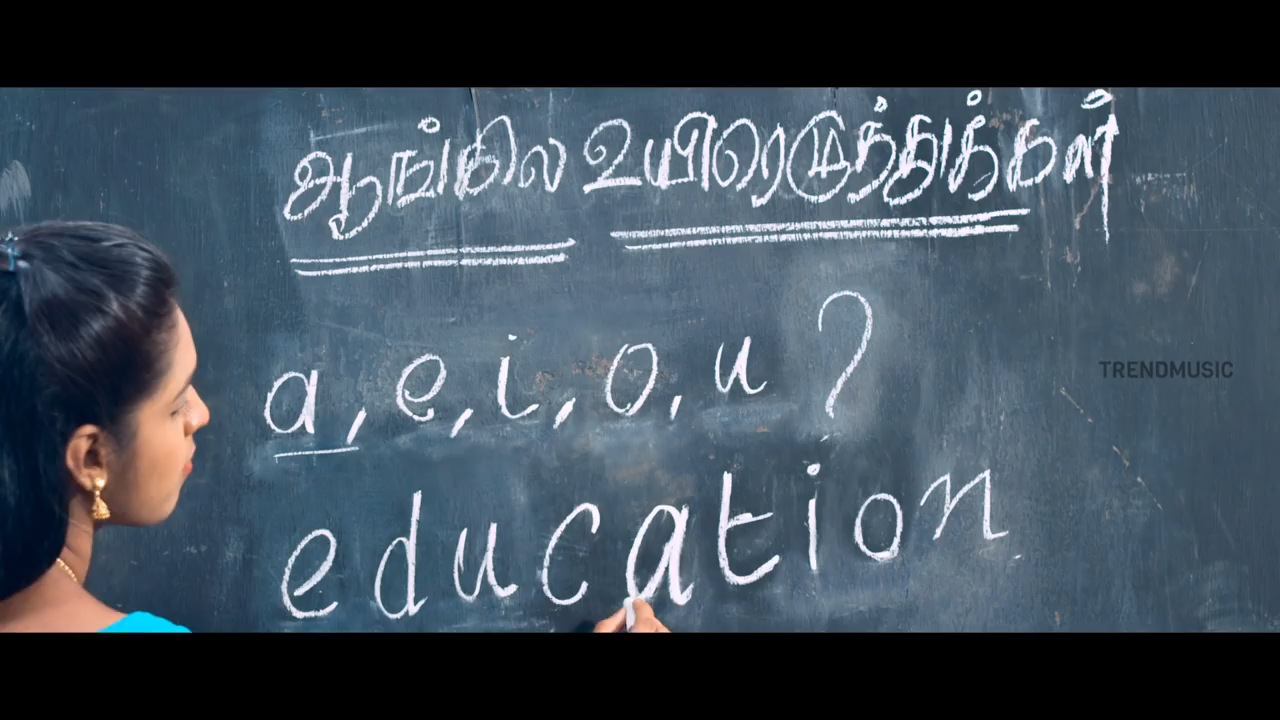 ஆங்கில உயிரெழுத்துக்கள்
a, e, i, o, u ?
TRENDMUSIC
education